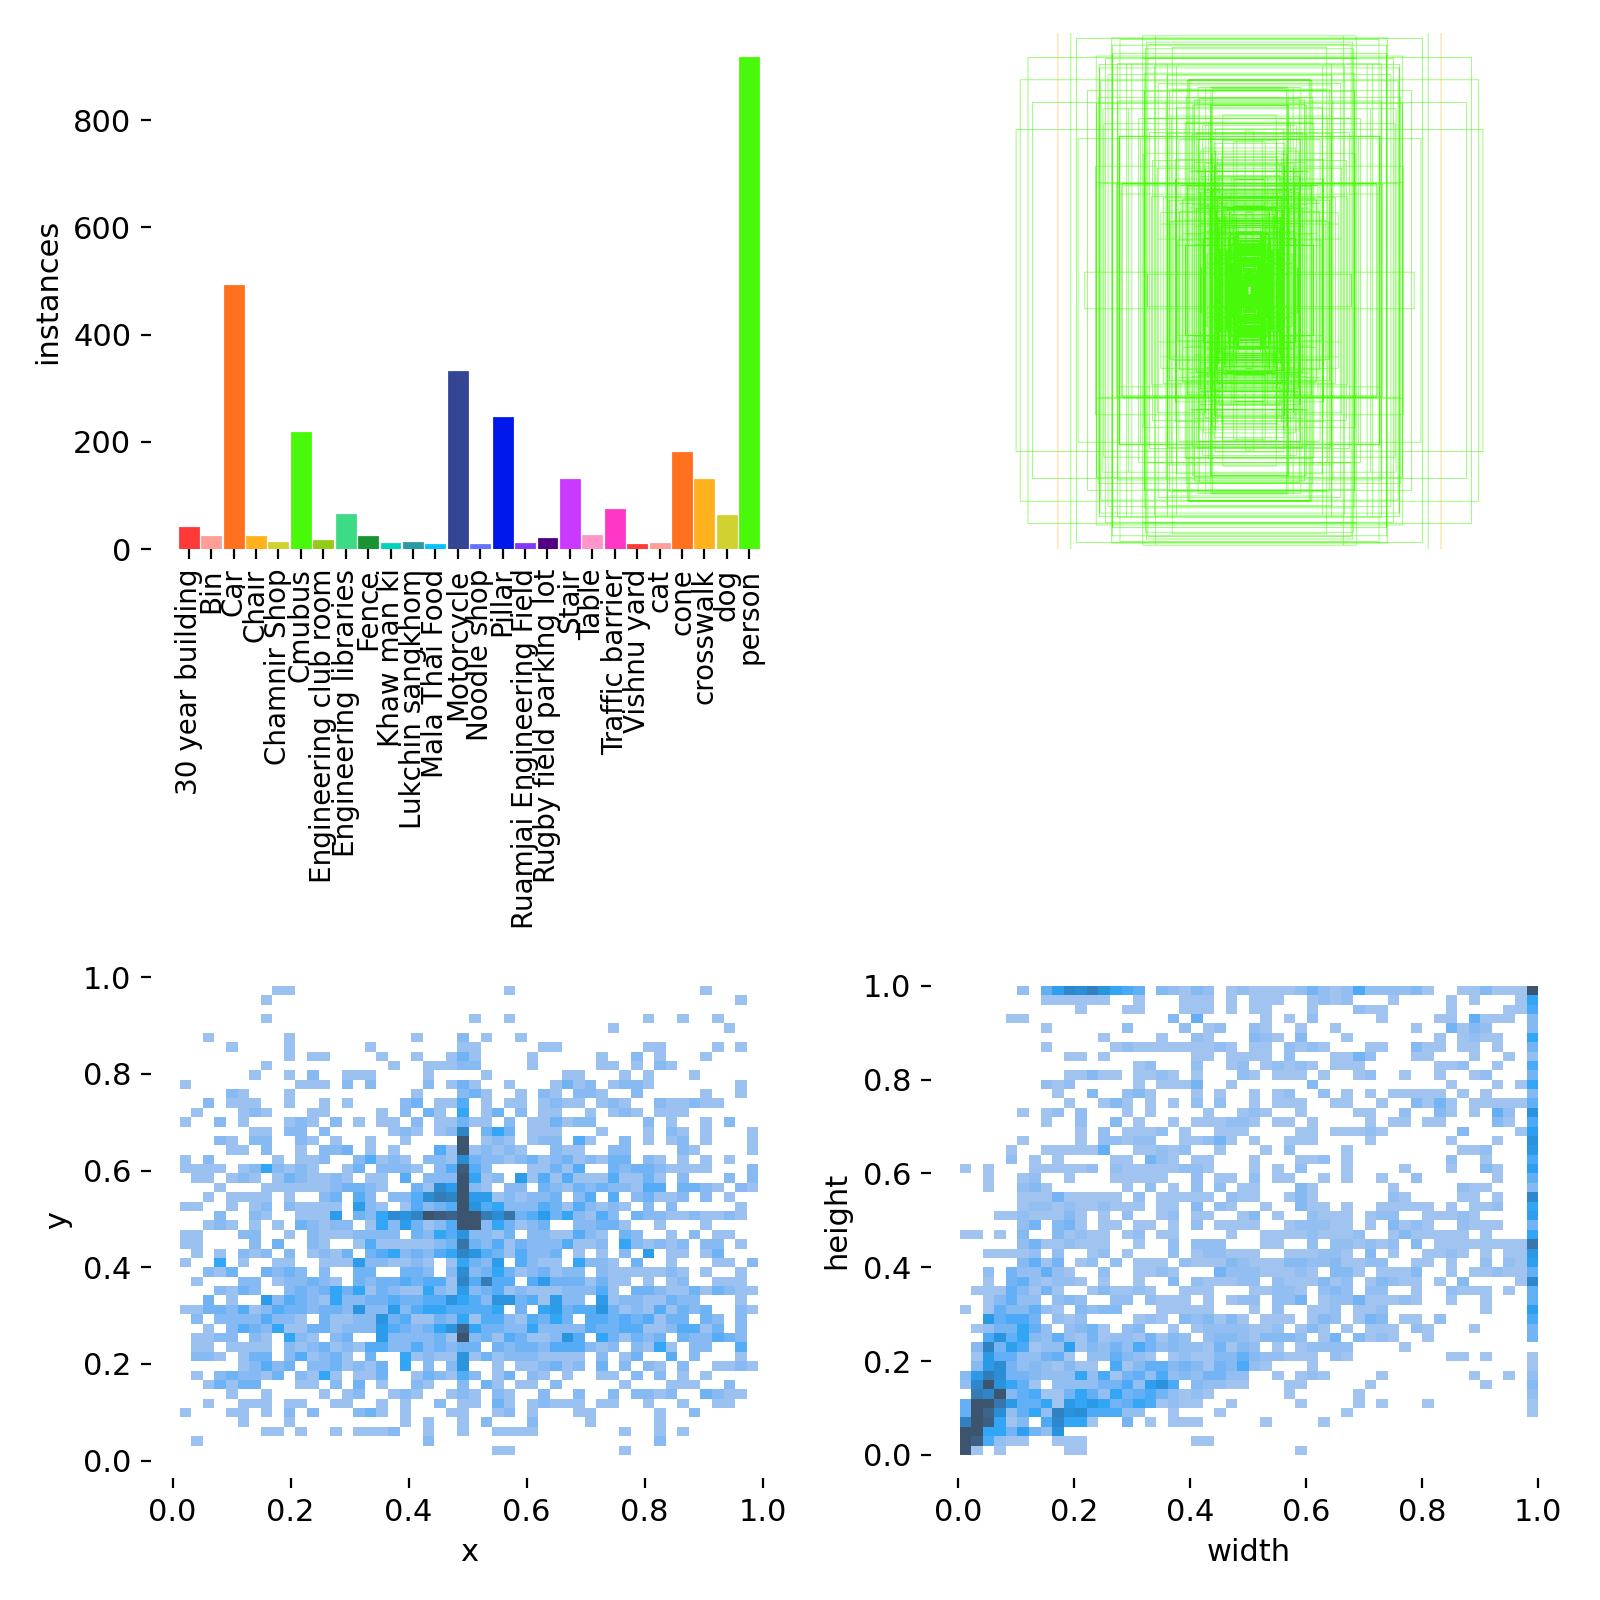 instances
800
600
400
200
0
30 year building
Bin
Car
Chair
Chamnir Shop
Cmubus
Engineering club room
Engineering libraries
Fence
Khaw man ki
Lukchin sangkhom
Mala Thai Food
Motorcycle
Noodle shop
Pillar
Ruamjai Engineering Field
Rugby field parking lot
Stair
Table
Traffic barrier
Vishnu yard
cat
cone
crosswalk
dog
person
y
1.0
0.8
0.6
0.4
0.2
0.0
0.0 0.2 0.4 0.6 0.8 1.0
x
height
1.0
0.8
0.6
0.4
0.2
0.0
0.0 0.2 0.4 0.6 0.8 1.0
width